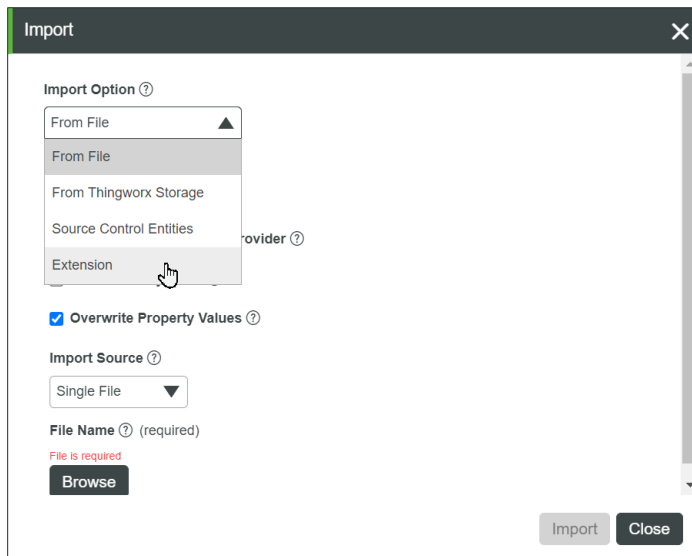 Import
Import Option ?
From File
From File
From Thingworx Storage
Source Control Entities
rovider ?
Extension
Overwrite Property Values ?
Import Source ?
Single File
File Name ? (required)
File is required
Browse
Import Close